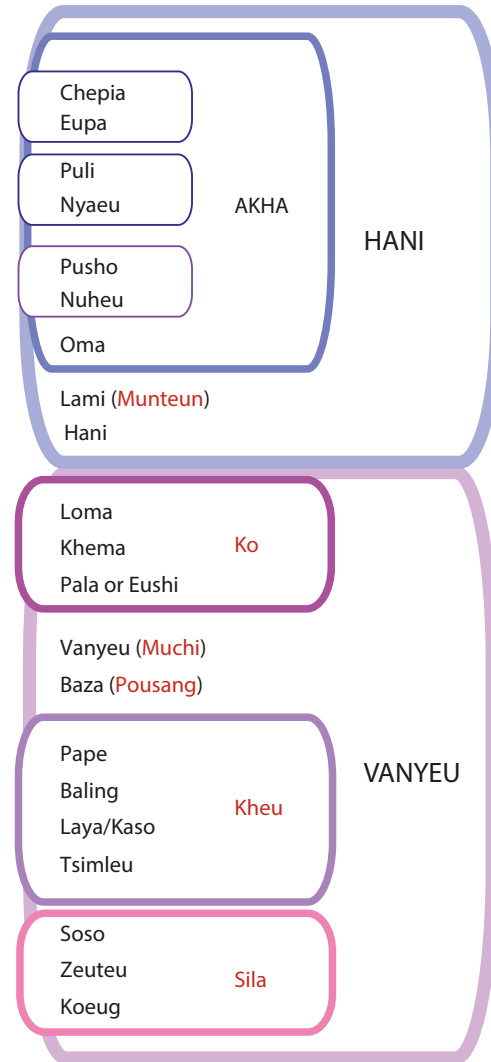 Chepia
Eupa
Puli
Nyaeu
AKHA
HANI
Pusho
Nuheu
Oma
Lami (Munteun)
Hani
Loma
Khema
Ko
Pala or Eushi
Vanyeu (Muchi)
Baza (Pousang)
Pape
Baling
Laya/Kaso
Tsimleu
Kheu
VANYEU
Soso
Zeuteu
Koeug
Sila